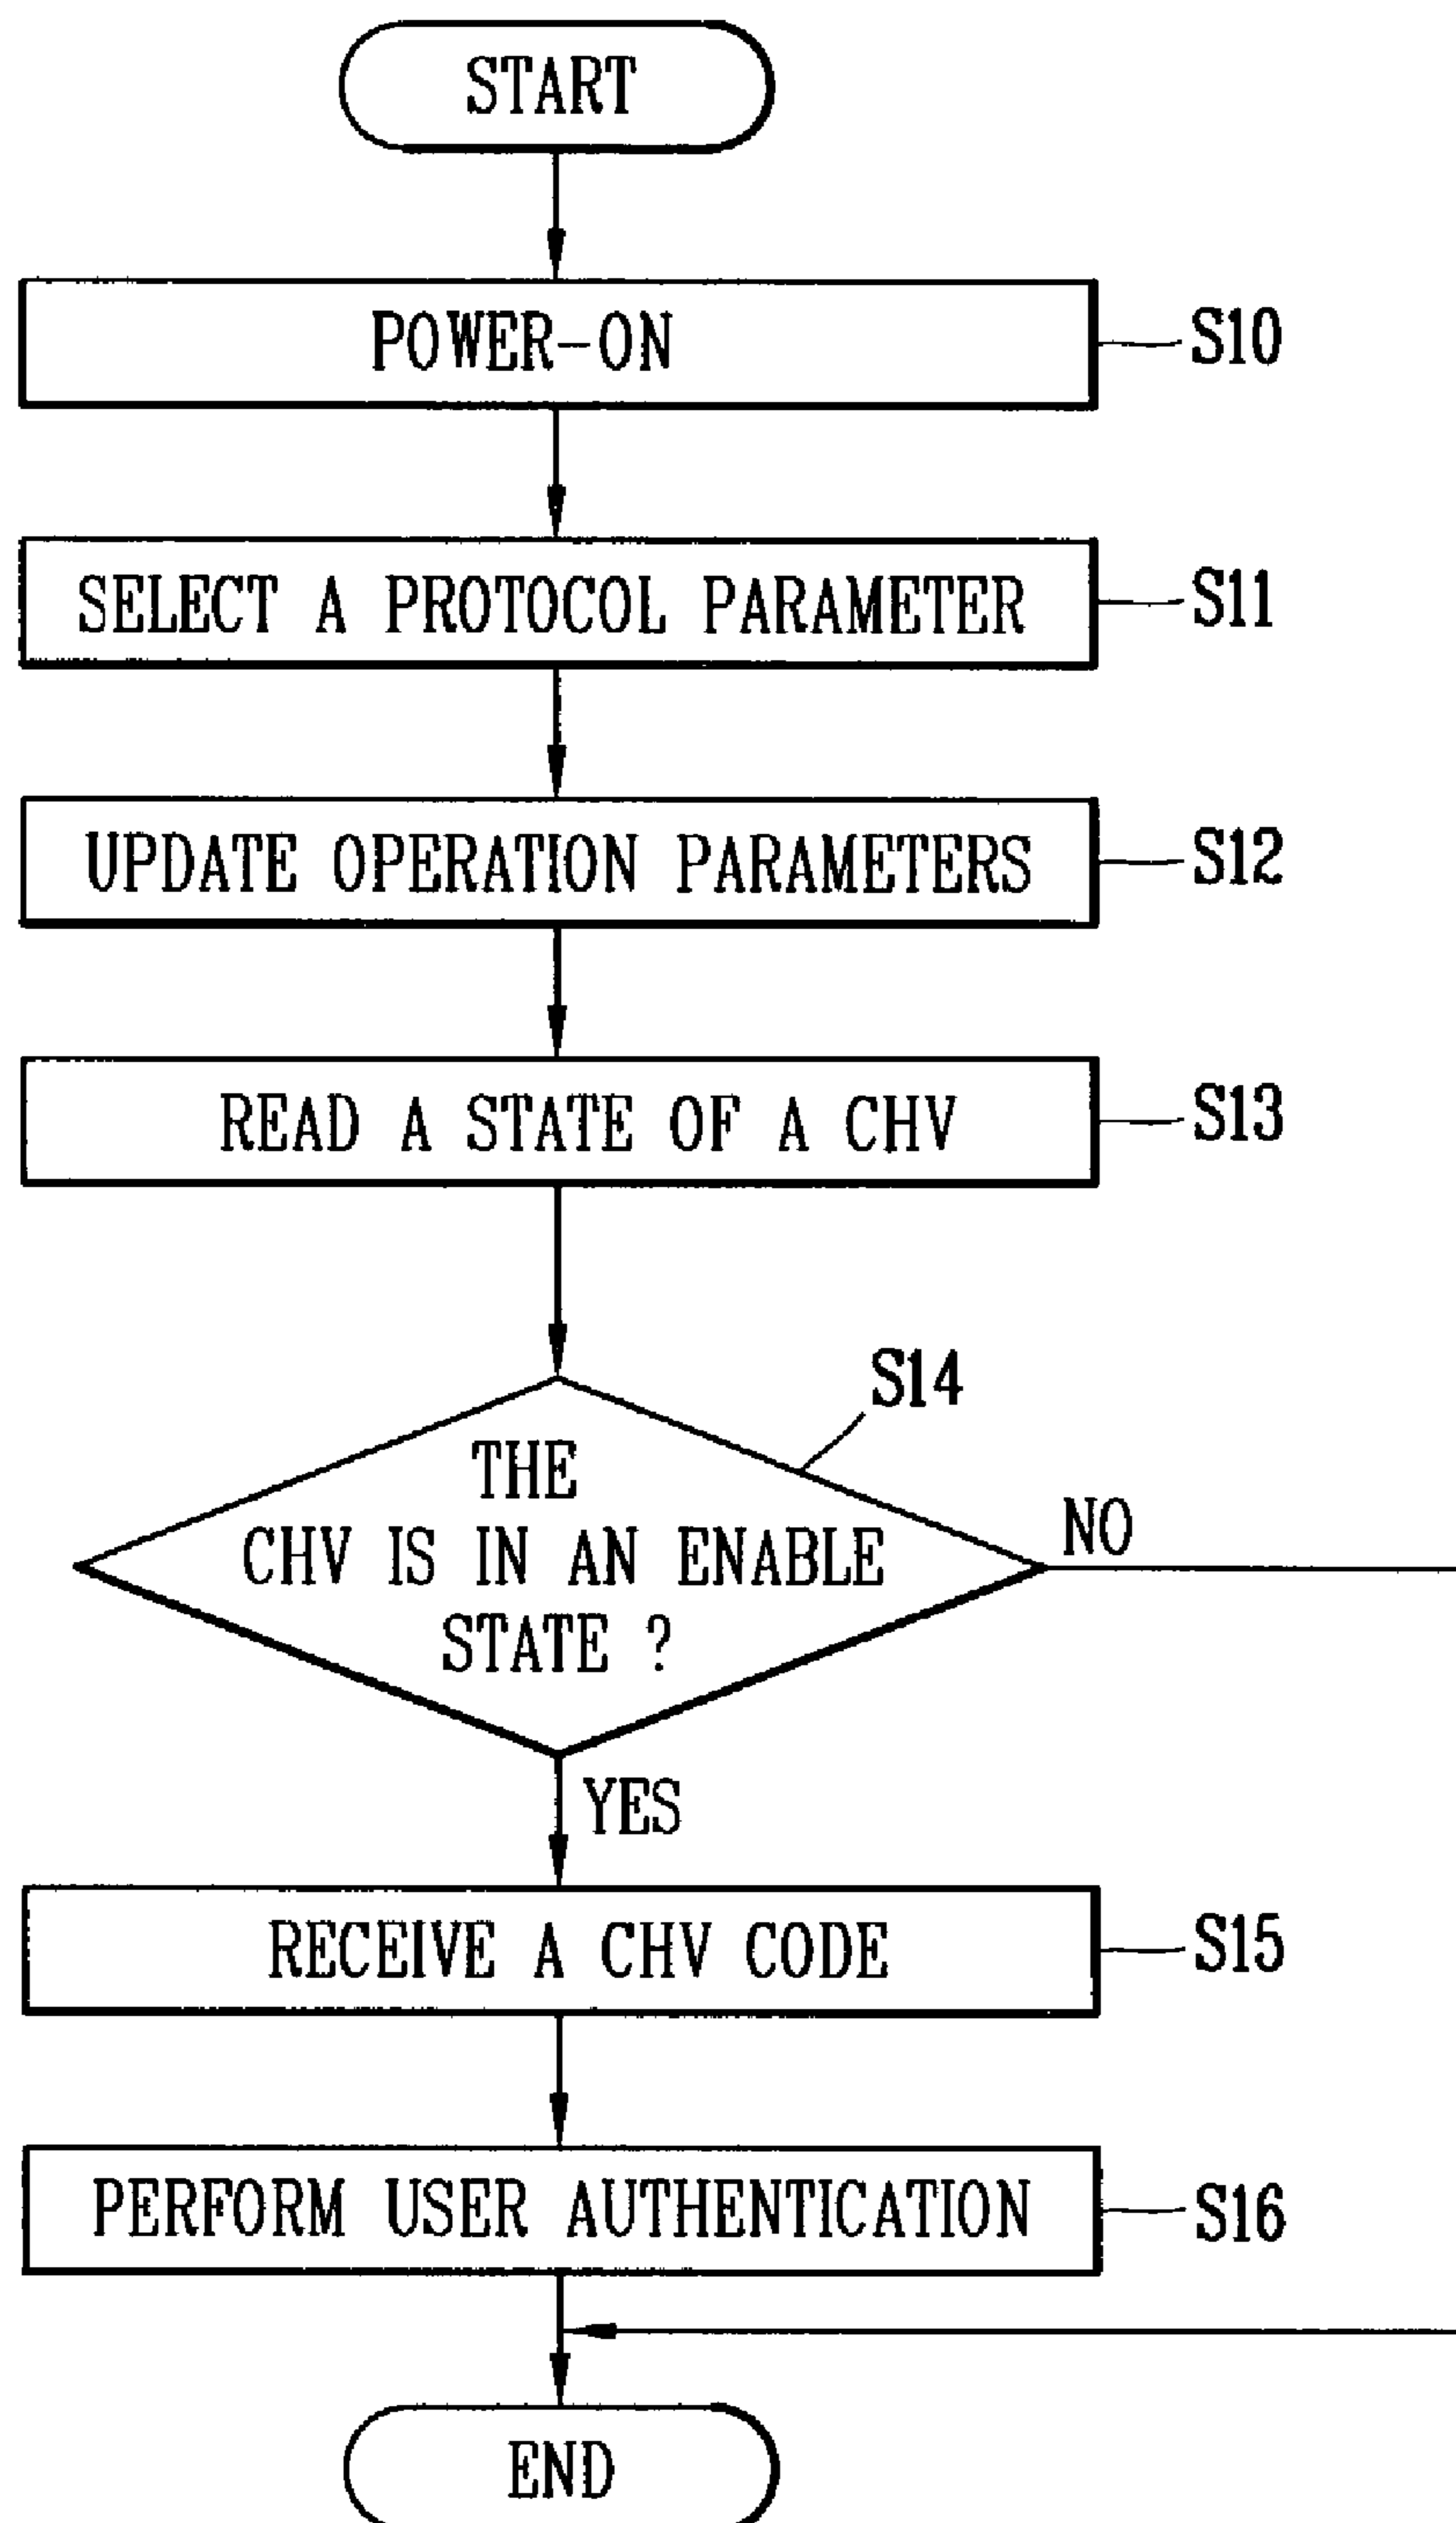 START
POWER-ON
S10
SELECT A PROTOCOL PARAMETER
S11
UPDATE OPERATION PARAMETERS
S12
READ A STATE OF A CHV
S13
S14
THE
CHV IS IN AN ENABLE
STATE ?
NO
YES
RECEIVE A CHV CODE
S15
PERFORM USER AUTHENTICATION
S16
END